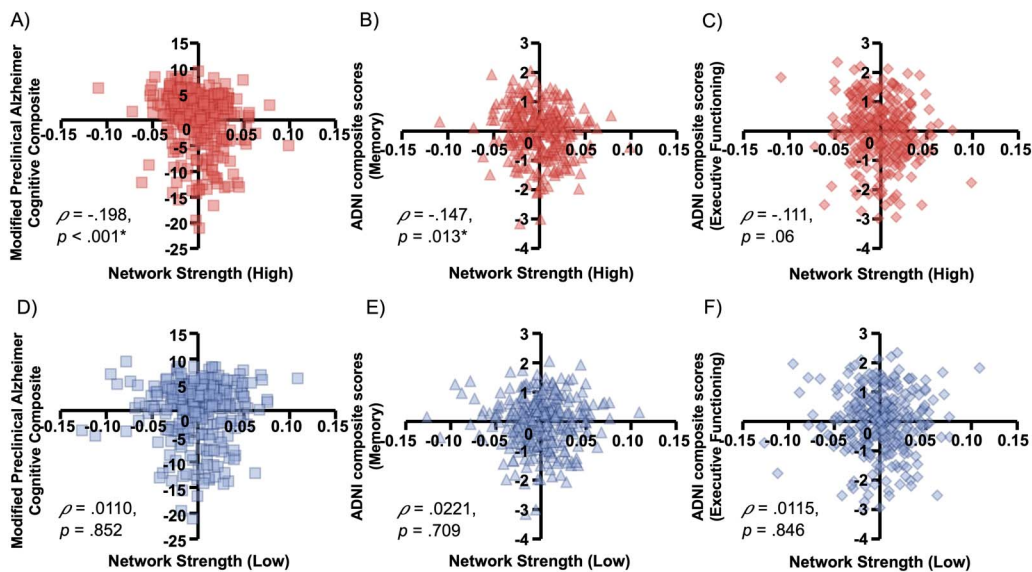 A)
Modified Preclinical Alzheimer
Cognitive Composite
15
10
5
0
-5
-10
-15
-20
-25
-0.15 -0.10 -0.05 0.05 0.10 0.15
ρ = -.198,
p < .001*
Network Strength (High)
B)
ADNI composite scores
(Memory)
3
2
1
0
-1
-2
-3
-4
-0.15 -0.10 -0.05 0.05 0.10 0.15
ρ = -.147,
p = .013*
Network Strength (High)
C)
ADNI composite scores
(Executive Functioning)
3
2
1
0
-1
-2
-3
-4
-0.15 -0.10 -0.05 0.05 0.10 0.15
ρ = -.111,
p = .06
Network Strength (High)
D)
Modified Preclinical Alzheimer
Cognitive Composite
15
10
5
0
-5
-10
-15
-20
-25
-0.15 -0.10 -0.05 0.05 0.10 0.15
ρ = .0110,
p = .852
Network Strength (Low)
E)
ADNI composite scores
(Memory)
3
2
1
0
-1
-2
-3
-4
-0.15 -0.10 -0.05 0.05 0.10 0.15
ρ = .0221,
p = .709
Network Strength (Low)
F)
ADNI composite scores
(Executive Functioning)
3
2
1
0
-1
-2
-3
-4
-0.15 -0.10 -0.05 0.05 0.10 0.15
ρ = .0115,
p = .846
Network Strength (Low)